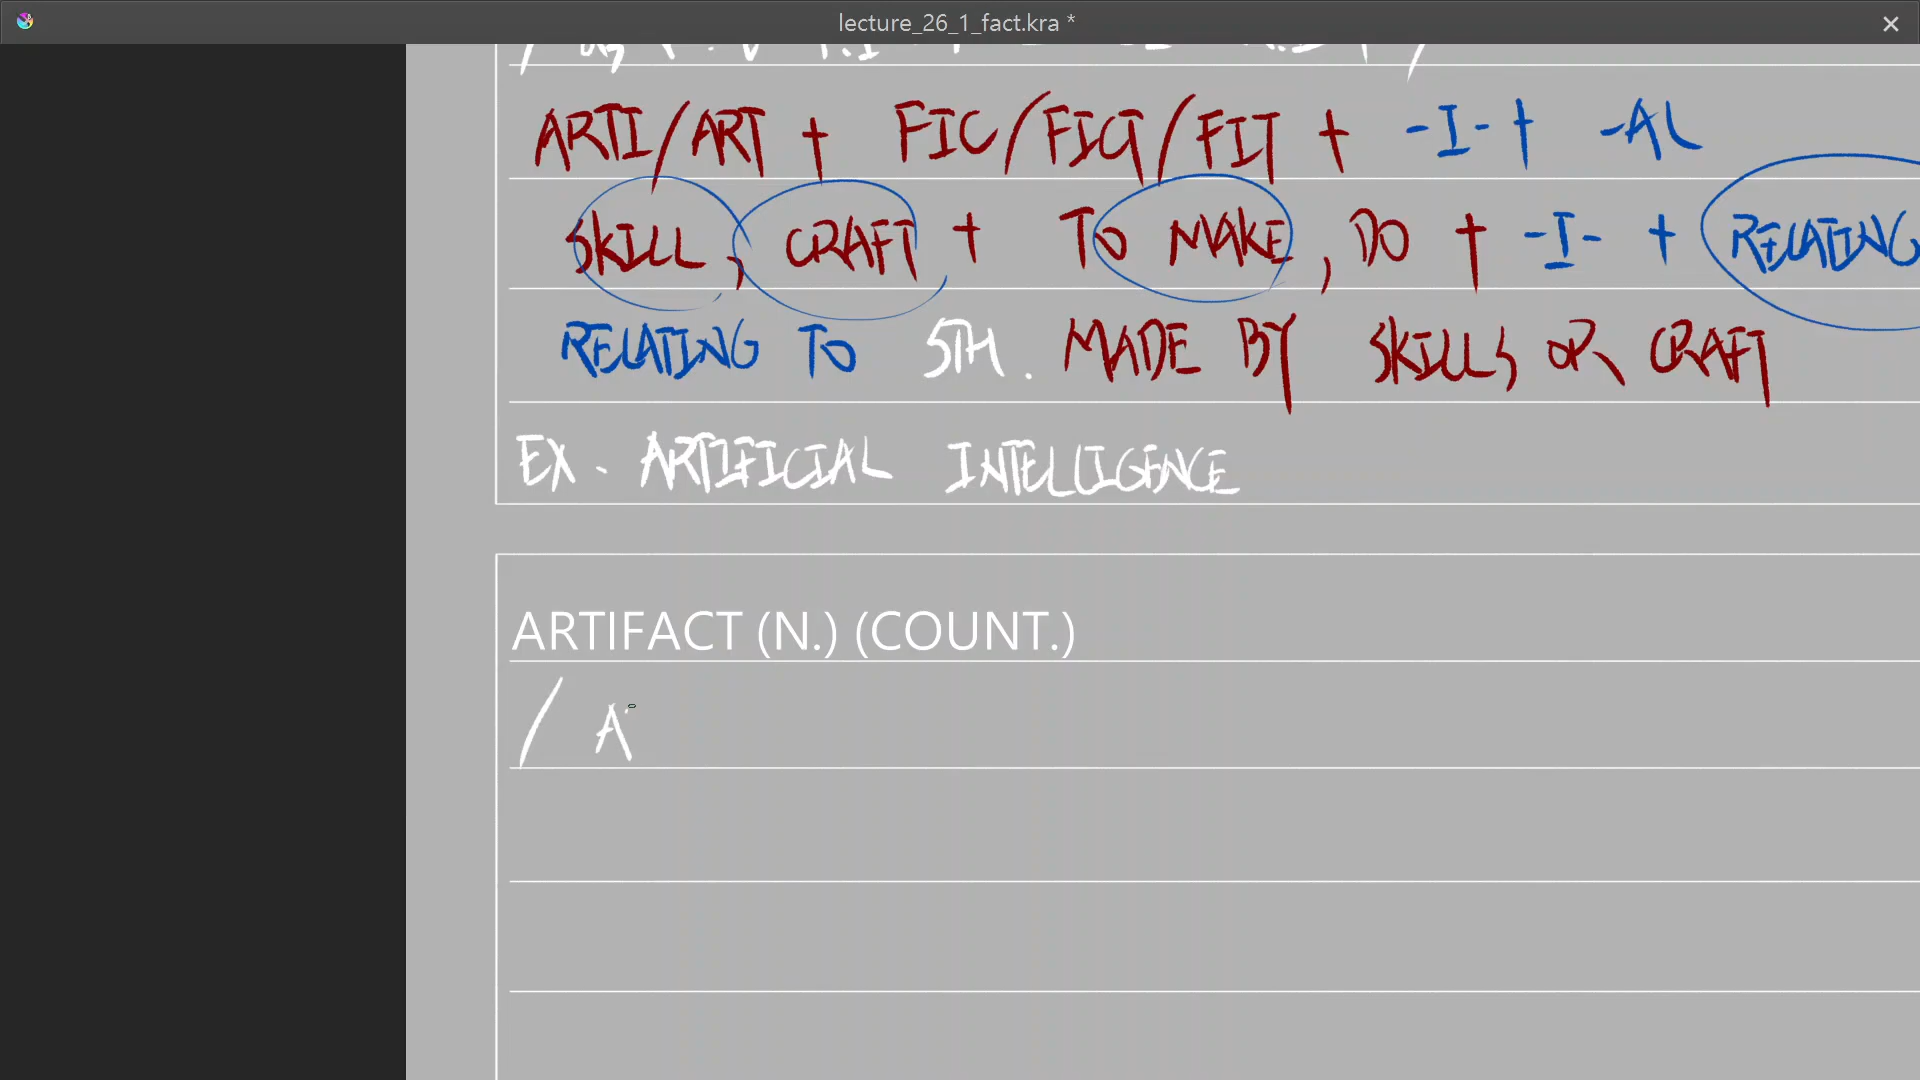 lecture_26_1_fact.kra *
ARTI/ART + FIC/FICT/FIT + -I- + -AL
SKILL, CRAFT + TO MAKE, DO + -I- + RELATING
RELATING TO STH. MADE BY SKILLS OR CRAFT
EX. ARTIFICIAL INTELLIGENCE
ARTIFACT (N.) (COUNT.)
/ A